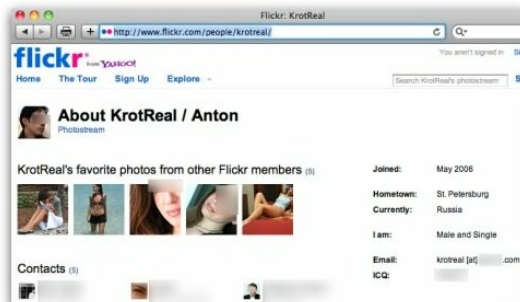 Flickr: KrotReal
http://www.flickr.com/people/krotreal/
flickr from YAHOO!
You aren't signed in
Home The Tour Sign Up Explore
Search KrotReal's photostream
About KrotReal / Anton
Photostream
KrotReal's favorite photos from other Flickr members (5)
Joined: May 2006
Hometown: St. Petersburg
Currently: Russia
I am: Male and Single
Email: krotreal [at] .com
ICQ:
Contacts (5)